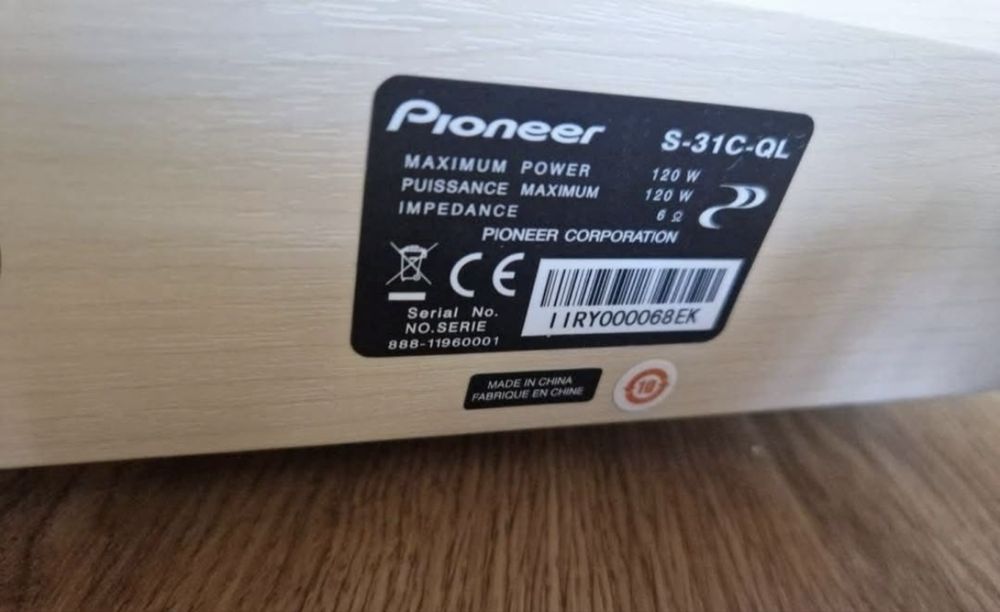 Pioneer S-31C-QL
MAXIMUM POWER 120 W
PUISSANCE MAXIMUM 120 W
IMPEDANCE 6 Ω
PIONEER CORPORATION
CE
Serial No.
NO.SERIE
888-11960001
IIRY000068EK
MADE IN CHINA
FABRIQUE EN CHINE
10